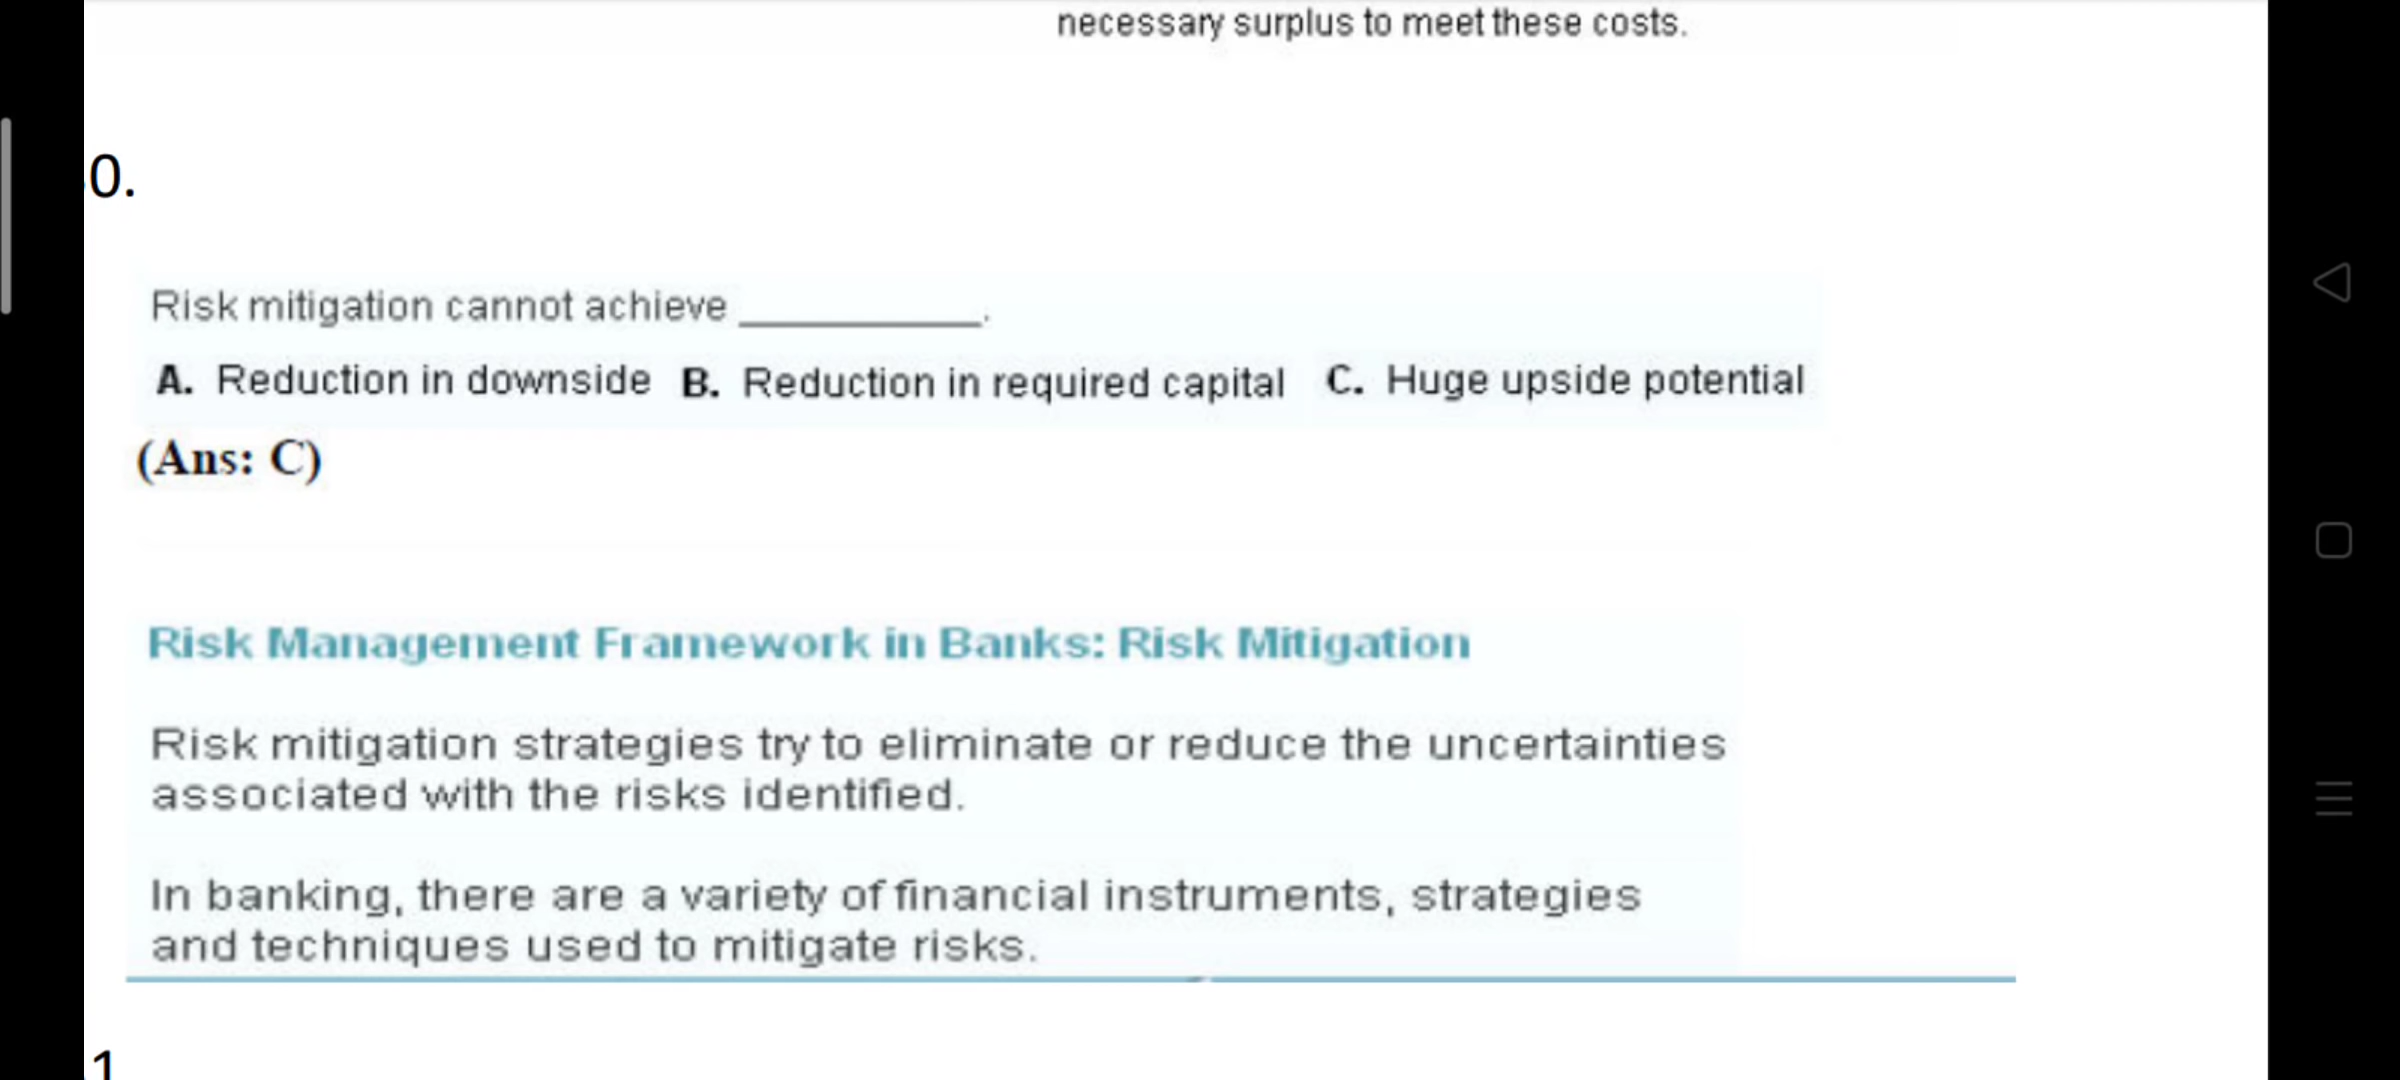 necessary surplus to meet these costs.
0.
Risk mitigation cannot achieve __________.
A. Reduction in downside B. Reduction in required capital C. Huge upside potential
(Ans: C)
Risk Management Framework in Banks: Risk Mitigation
Risk mitigation strategies try to eliminate or reduce the uncertainties
associated with the risks identified.
In banking, there are a variety of financial instruments, strategies
and techniques used to mitigate risks.
1